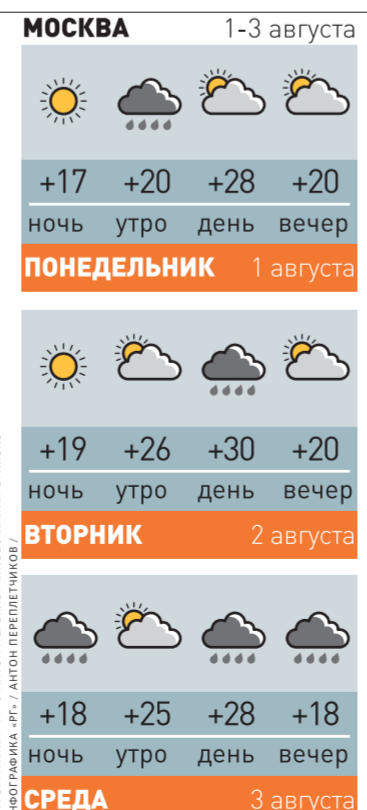 МОСКВА 1-3 августа
+17 +20 +28 +20
ночь утро день вечер
ПОНЕДЕЛЬНИК 1 августа
+19 +26 +30 +20
ночь утро день вечер
ВТОРНИК 2 августа
+18 +25 +28 +18
ночь утро день вечер
СРЕДА 3 августа
«РГ» / АНТОН ПЕРЕПЛЕТЧИКОВ /